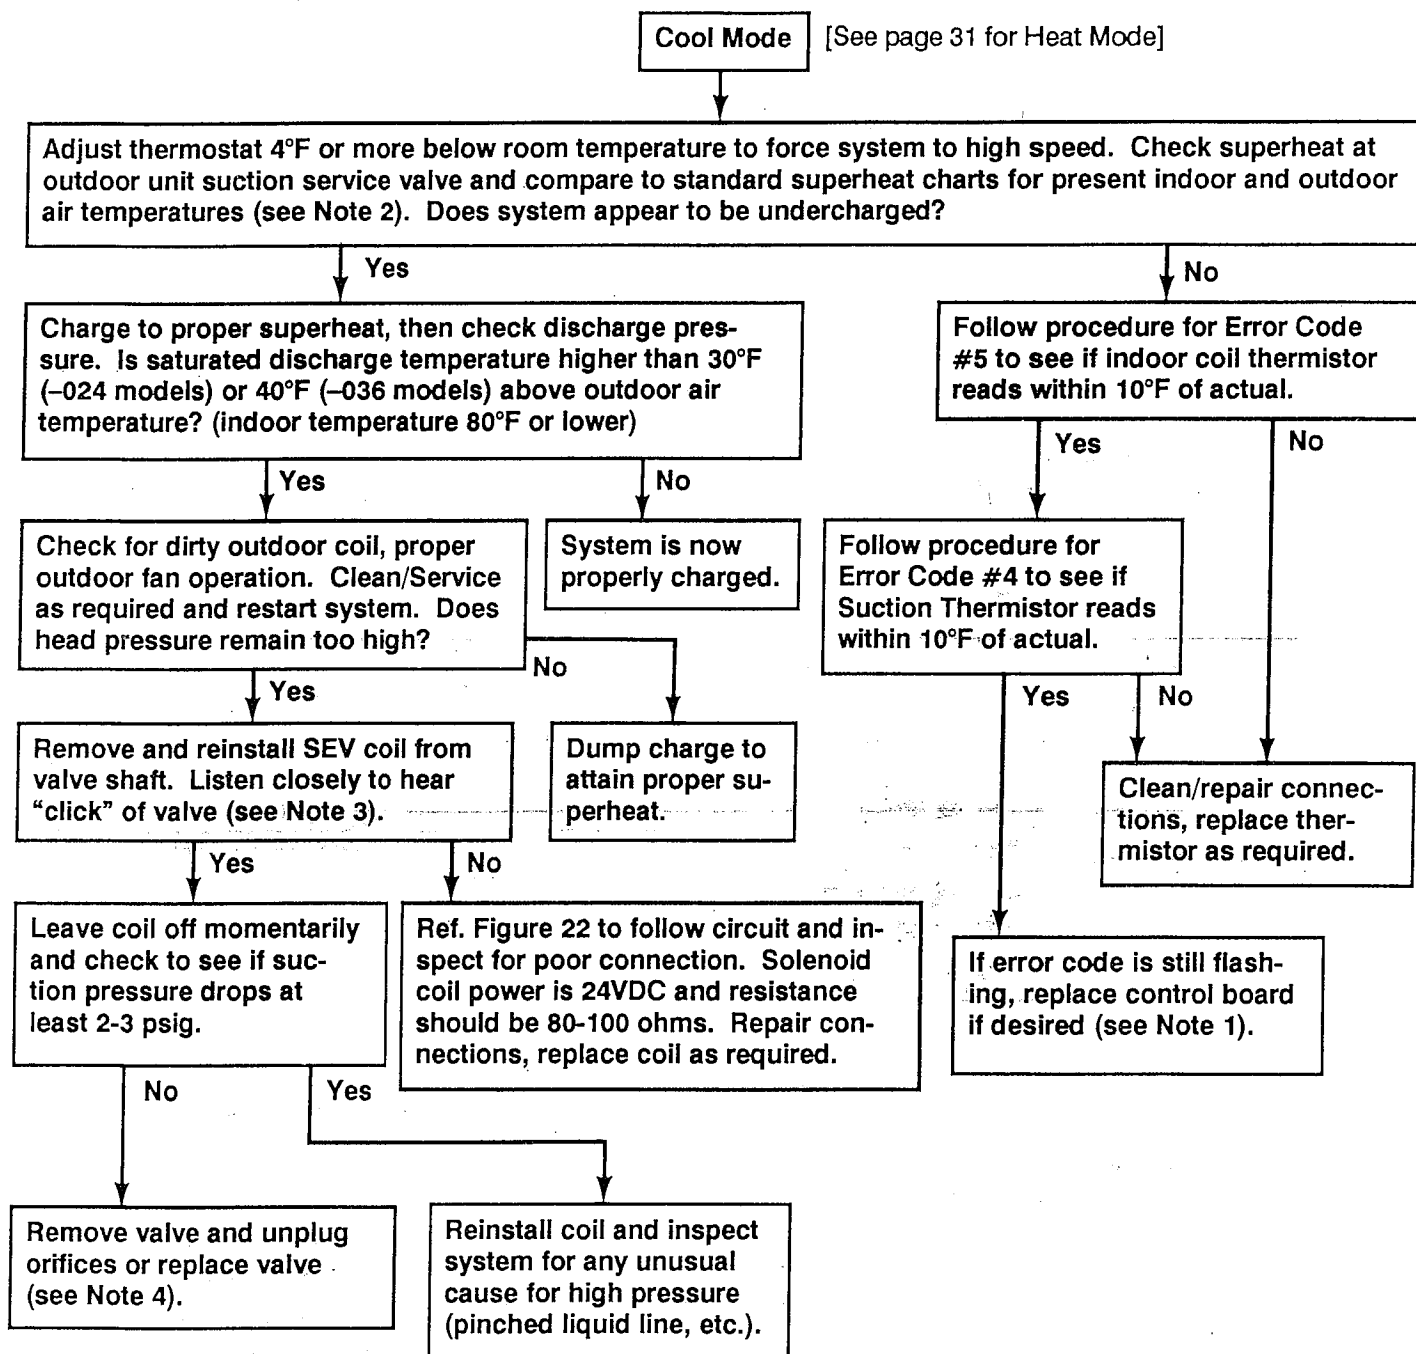 Cool Mode [See page 31 for Heat Mode]
Adjust thermostat 4°F or more below room temperature to force system to high speed. Check superheat at
outdoor unit suction service valve and compare to standard superheat charts for present indoor and outdoor
air temperatures (see Note 2). Does system appear to be undercharged?
Yes
No
Charge to proper superheat, then check discharge pres-
sure. Is saturated discharge temperature higher than 30°F
(–024 models) or 40°F (–036 models) above outdoor air
temperature? (indoor temperature 80°F or lower)
Follow procedure for Error Code
#5 to see if indoor coil thermistor
reads within 10°F of actual.
Yes
No
Yes
No
Check for dirty outdoor coil, proper
outdoor fan operation. Clean/Service
as required and restart system. Does
head pressure remain too high?
System is now
properly charged.
Follow procedure for
Error Code #4 to see if
Suction Thermistor reads
within 10°F of actual.
Yes
No
Yes
No
Remove and reinstall SEV coil from
valve shaft. Listen closely to hear
“click” of valve (see Note 3).
Dump charge to
attain proper su-
perheat.
Clean/repair connec-
tions, replace ther-
mistor as required.
Yes
No
Leave coil off momentarily
and check to see if suc-
tion pressure drops at
least 2-3 psig.
Ref. Figure 22 to follow circuit and in-
spect for poor connection. Solenoid
coil power is 24VDC and resistance
should be 80-100 ohms. Repair con-
nections, replace coil as required.
If error code is still flash-
ing, replace control board
if desired (see Note 1).
No
Yes
Remove valve and unplug
orifices or replace valve
(see Note 4).
Reinstall coil and inspect
system for any unusual
cause for high pressure
(pinched liquid line, etc.).